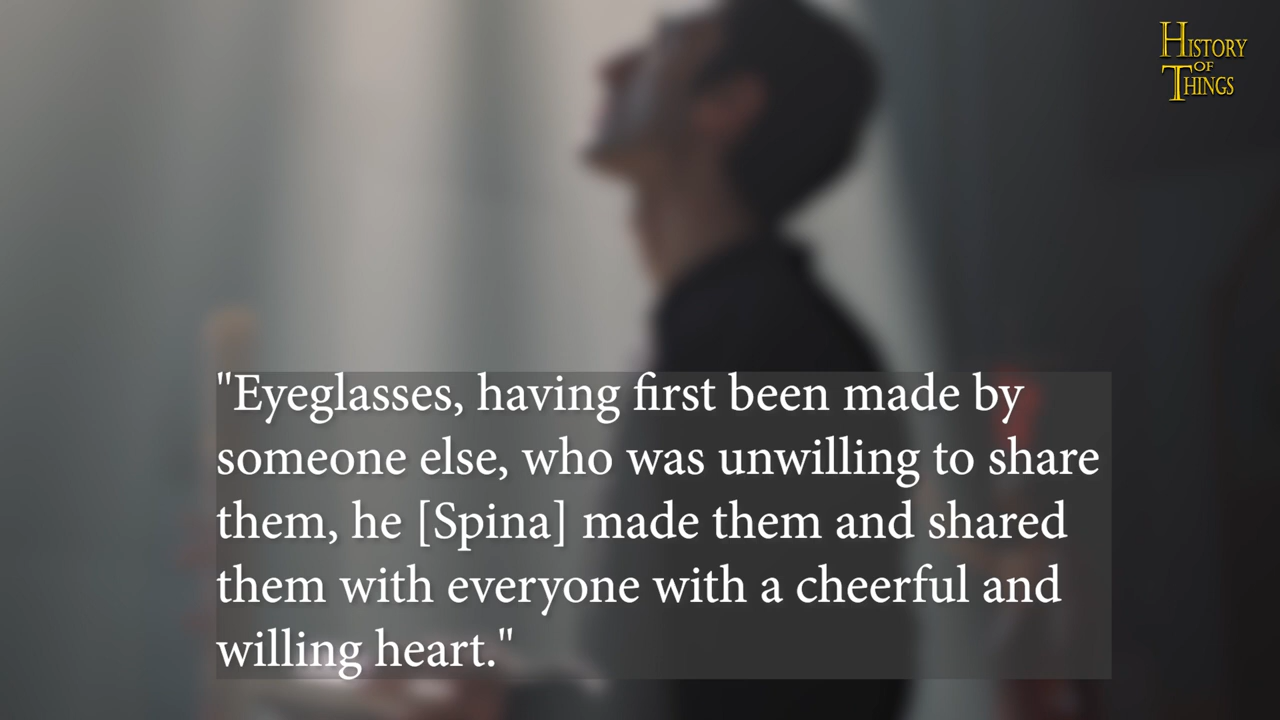 HISTORY
OF
THINGS
"Eyeglasses, having first been made by
someone else, who was unwilling to share
them, he [Spina] made them and shared
them with everyone with a cheerful and
willing heart."